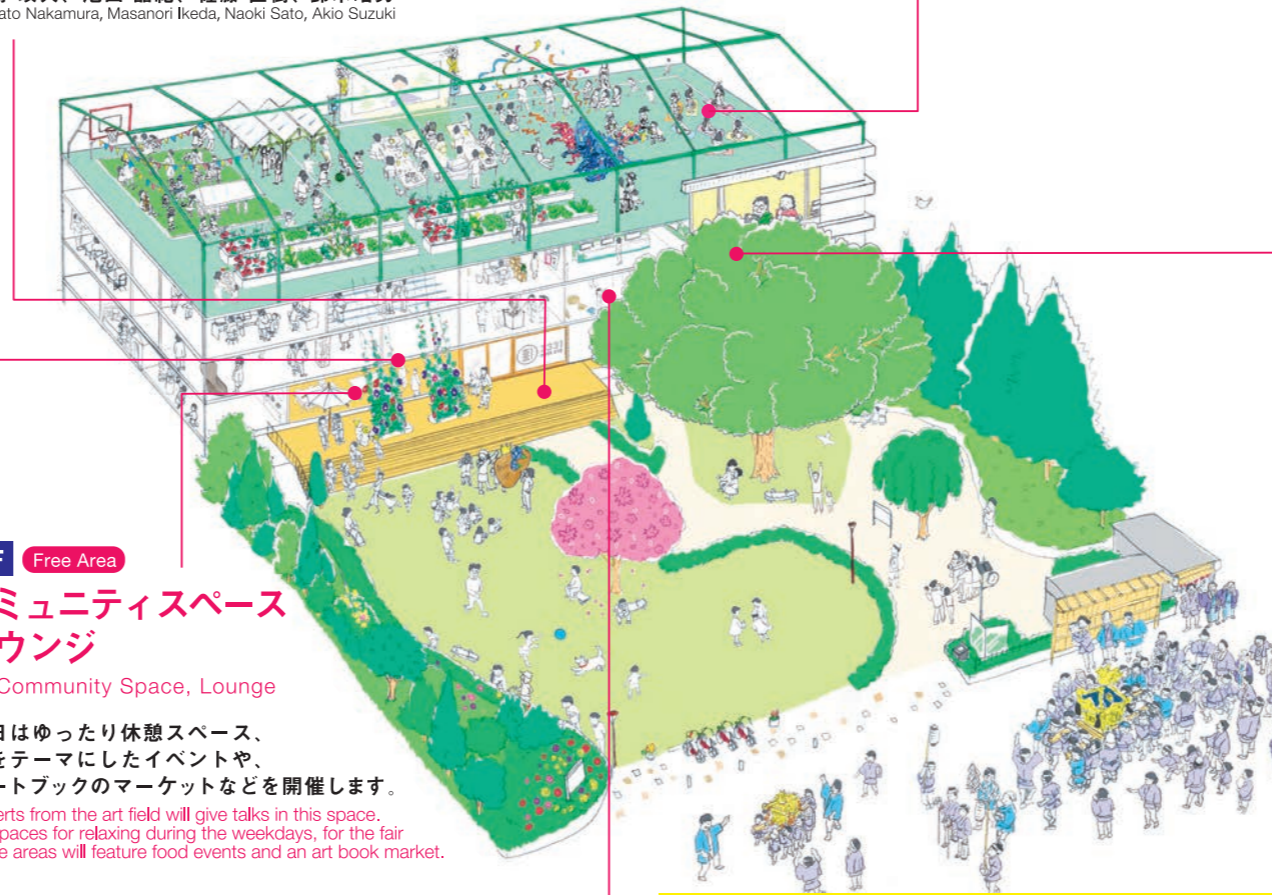 ato Nakamura, Masanori Ikeda, Naoki Sato, Akio Suzuki
F Free Area
ミュニティスペース
ウンジ
Community Space, Lounge
日はゆったり休憩スペース、
をテーマにしたイベントや、
ートブックのマーケットなどを開催します。
erts from the art field will give talks in this space.
paces for relaxing during the weekdays, for the fair
e areas will feature food events and an art book market.
3331